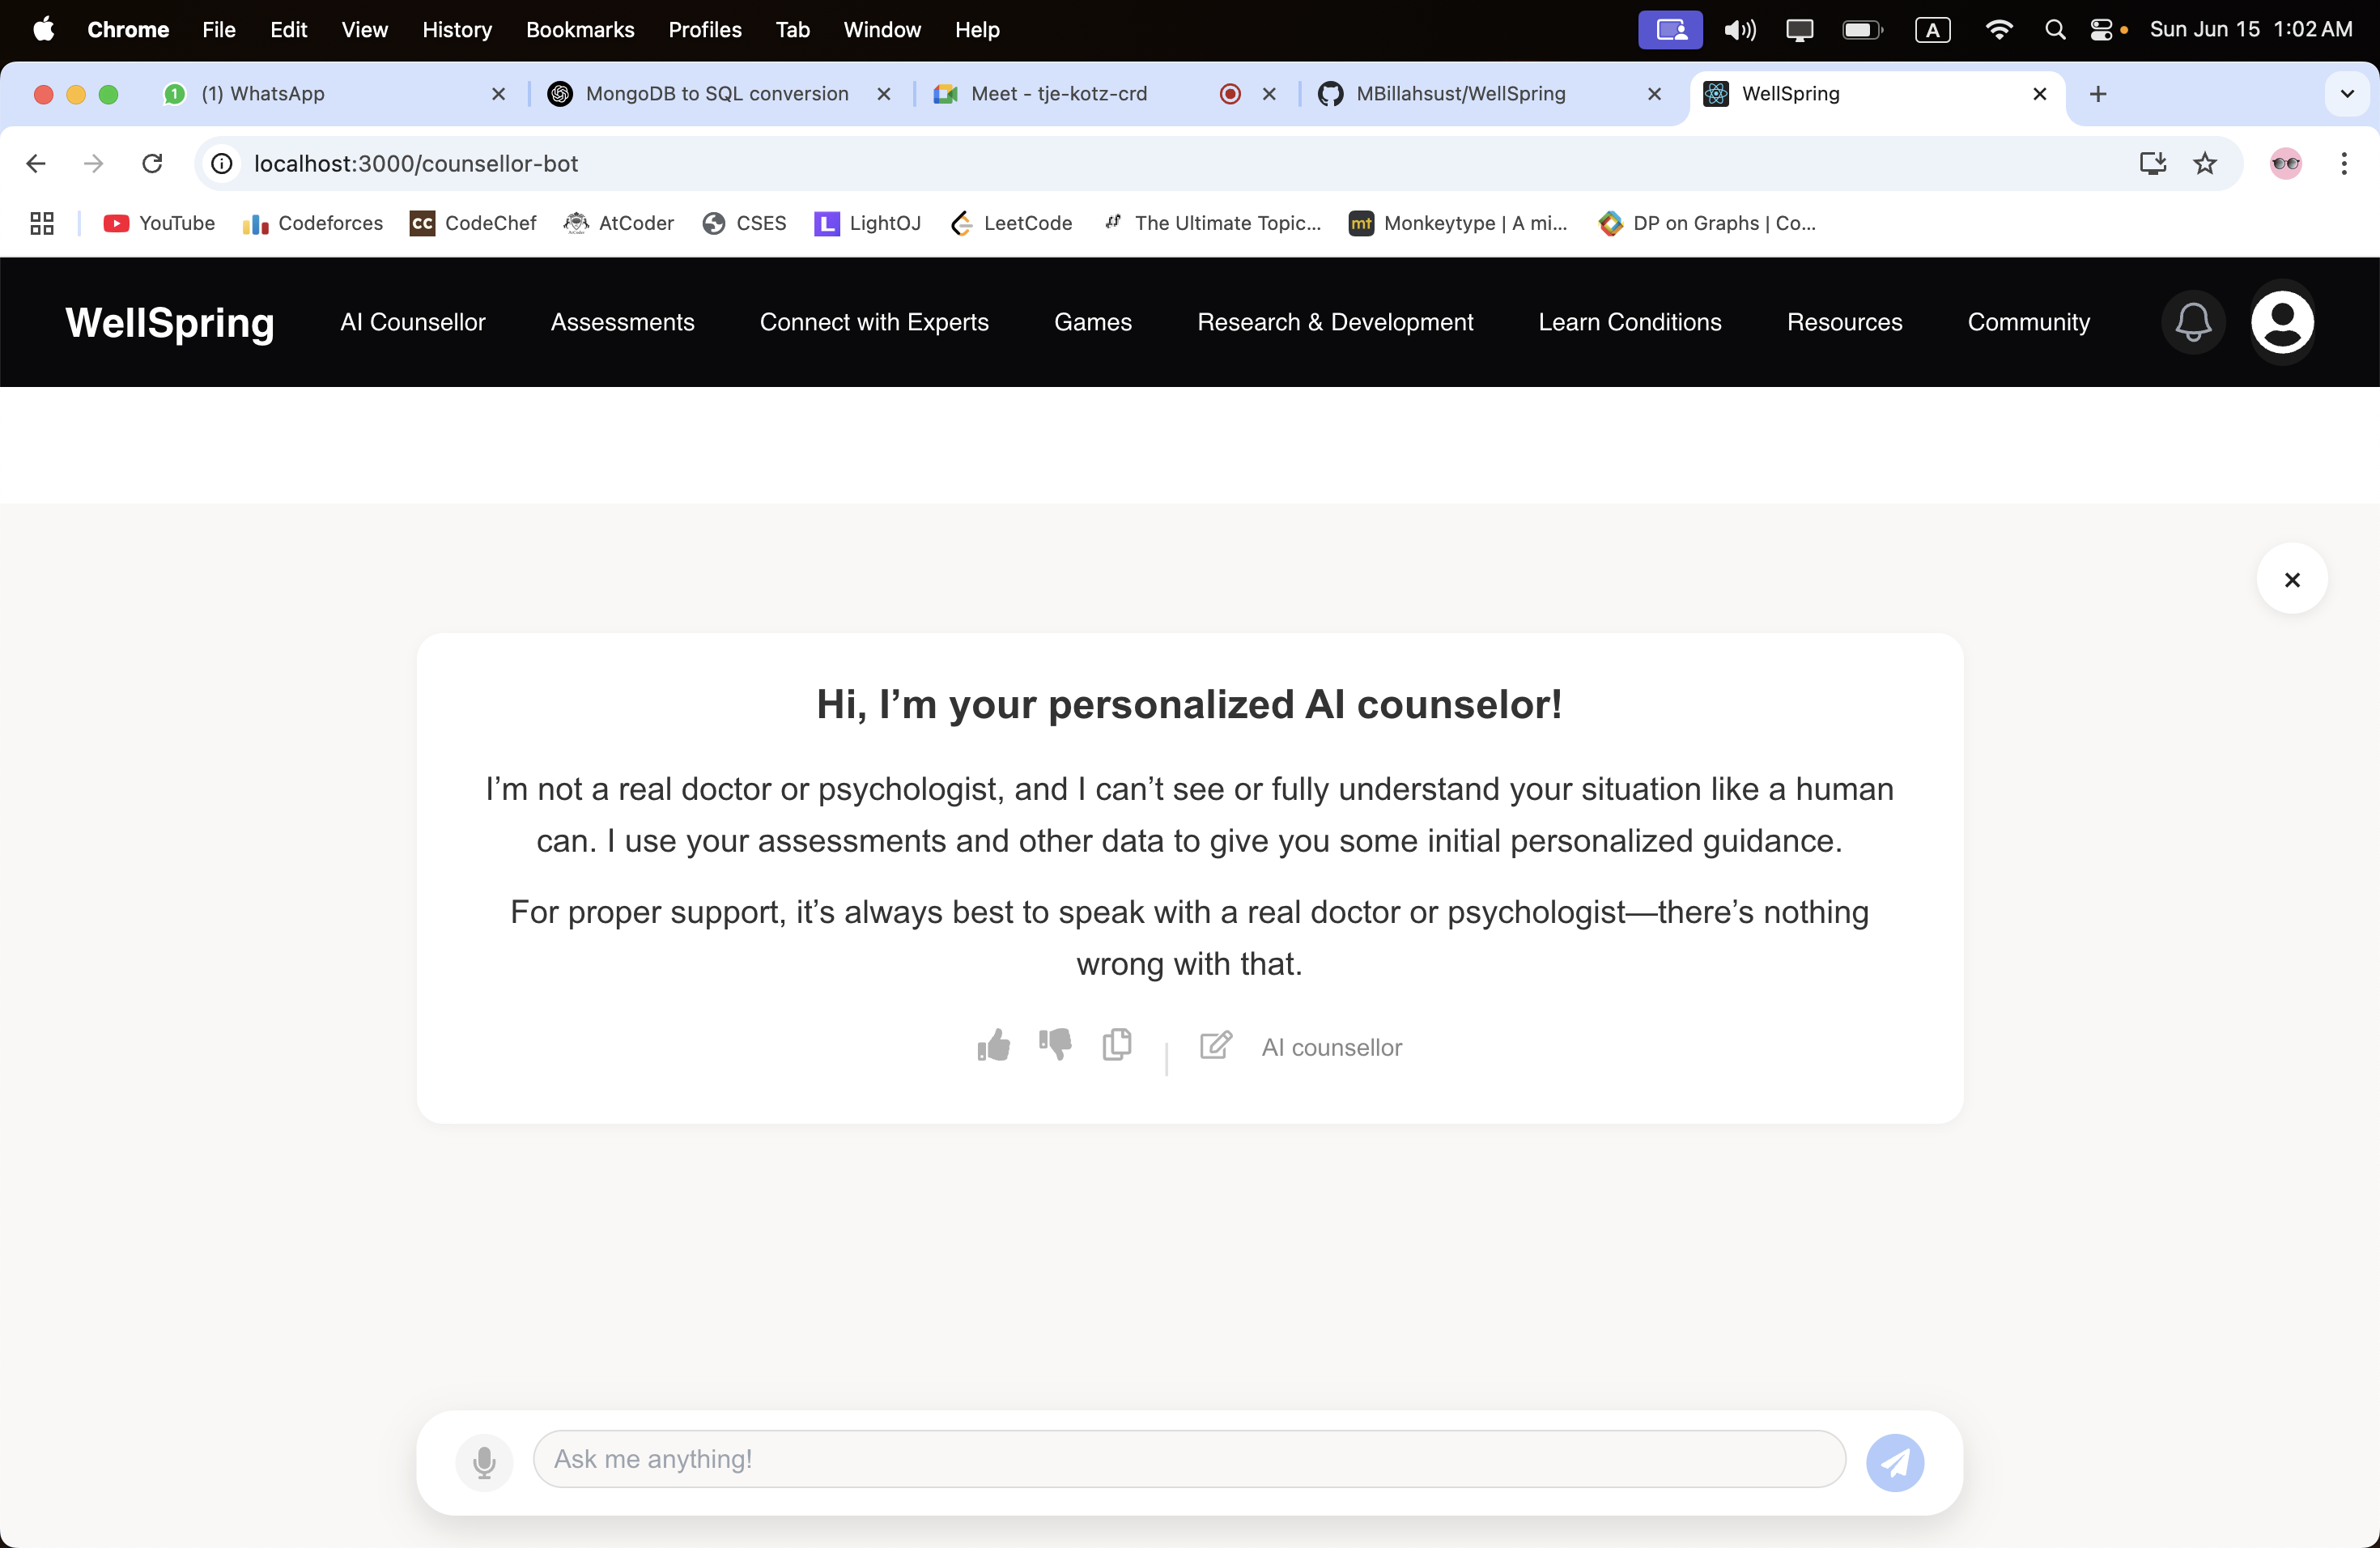 Chrome File Edit View History Bookmarks Profiles Tab Window Help A Sun Jun 15 1:02 AM
1 (1) WhatsApp MongoDB to SQL conversion Meet - tje-kotz-crd MBillahsust/WellSpring WellSpring
localhost:3000/counsellor-bot
YouTube Codeforces CC CodeChef AtCoder CSES L LightOJ LeetCode The Ultimate Topic... mt Monkeytype | A mi... DP on Graphs | Co...
WellSpring AI Counsellor Assessments Connect with Experts Games Research & Development Learn Conditions Resources Community
Hi, I’m your personalized AI counselor!
I’m not a real doctor or psychologist, and I can’t see or fully understand your situation like a human
can. I use your assessments and other data to give you some initial personalized guidance.
For proper support, it’s always best to speak with a real doctor or psychologist—there’s nothing
wrong with that.
AI counsellor
Ask me anything!